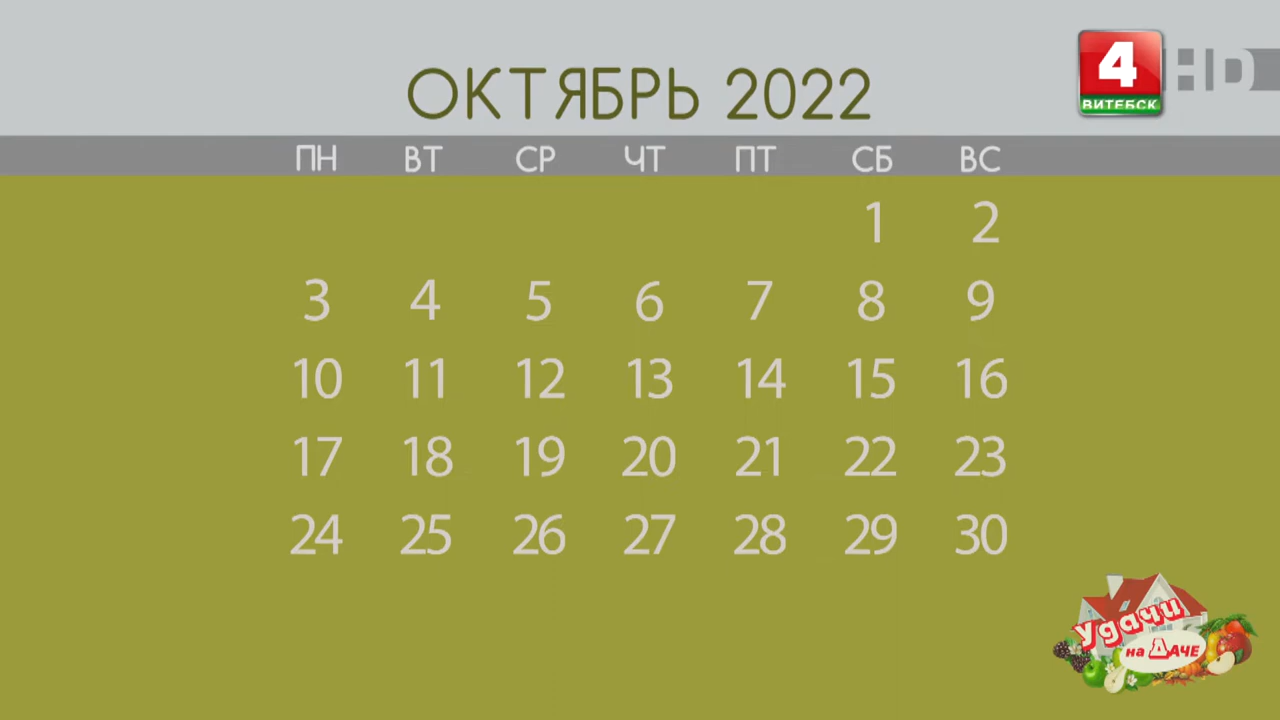 ОКТЯБРЬ 2022
4 HD
ВИТЕБСК
ПН ВТ СР ЧТ ПТ СБ ВС
1 2
3 4 5 6 7 8 9
10 11 12 13 14 15 16
17 18 19 20 21 22 23
24 25 26 27 28 29 30
Удачи
на ДАЧЕ